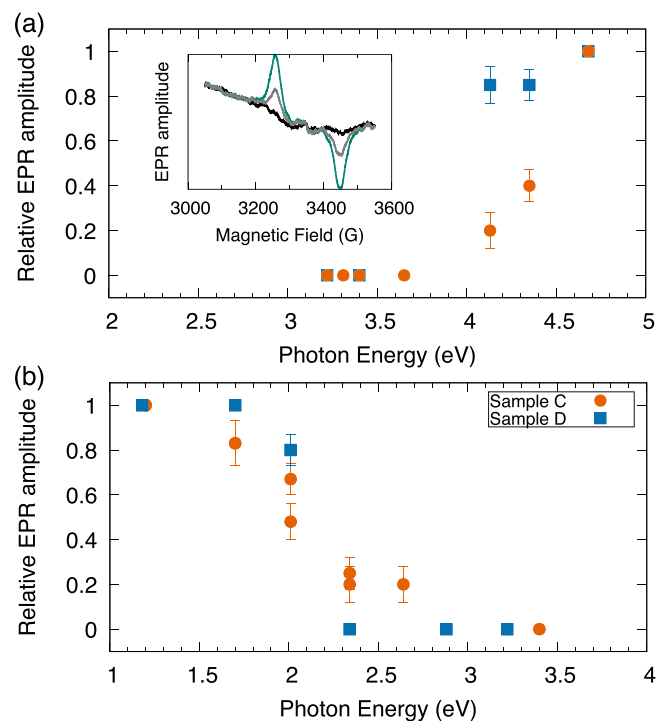 (a)
Relative EPR amplitude
1
0.8
0.6
0.4
0.2
0
EPR amplitude
3000 3200 3400 3600
Magnetic Field (G)
2 2.5 3 3.5 4 4.5 5
Photon Energy (eV)
(b)
Relative EPR amplitude
1
0.8
0.6
0.4
0.2
0
Sample C
Sample D
1 1.5 2 2.5 3 3.5 4
Photon Energy (eV)